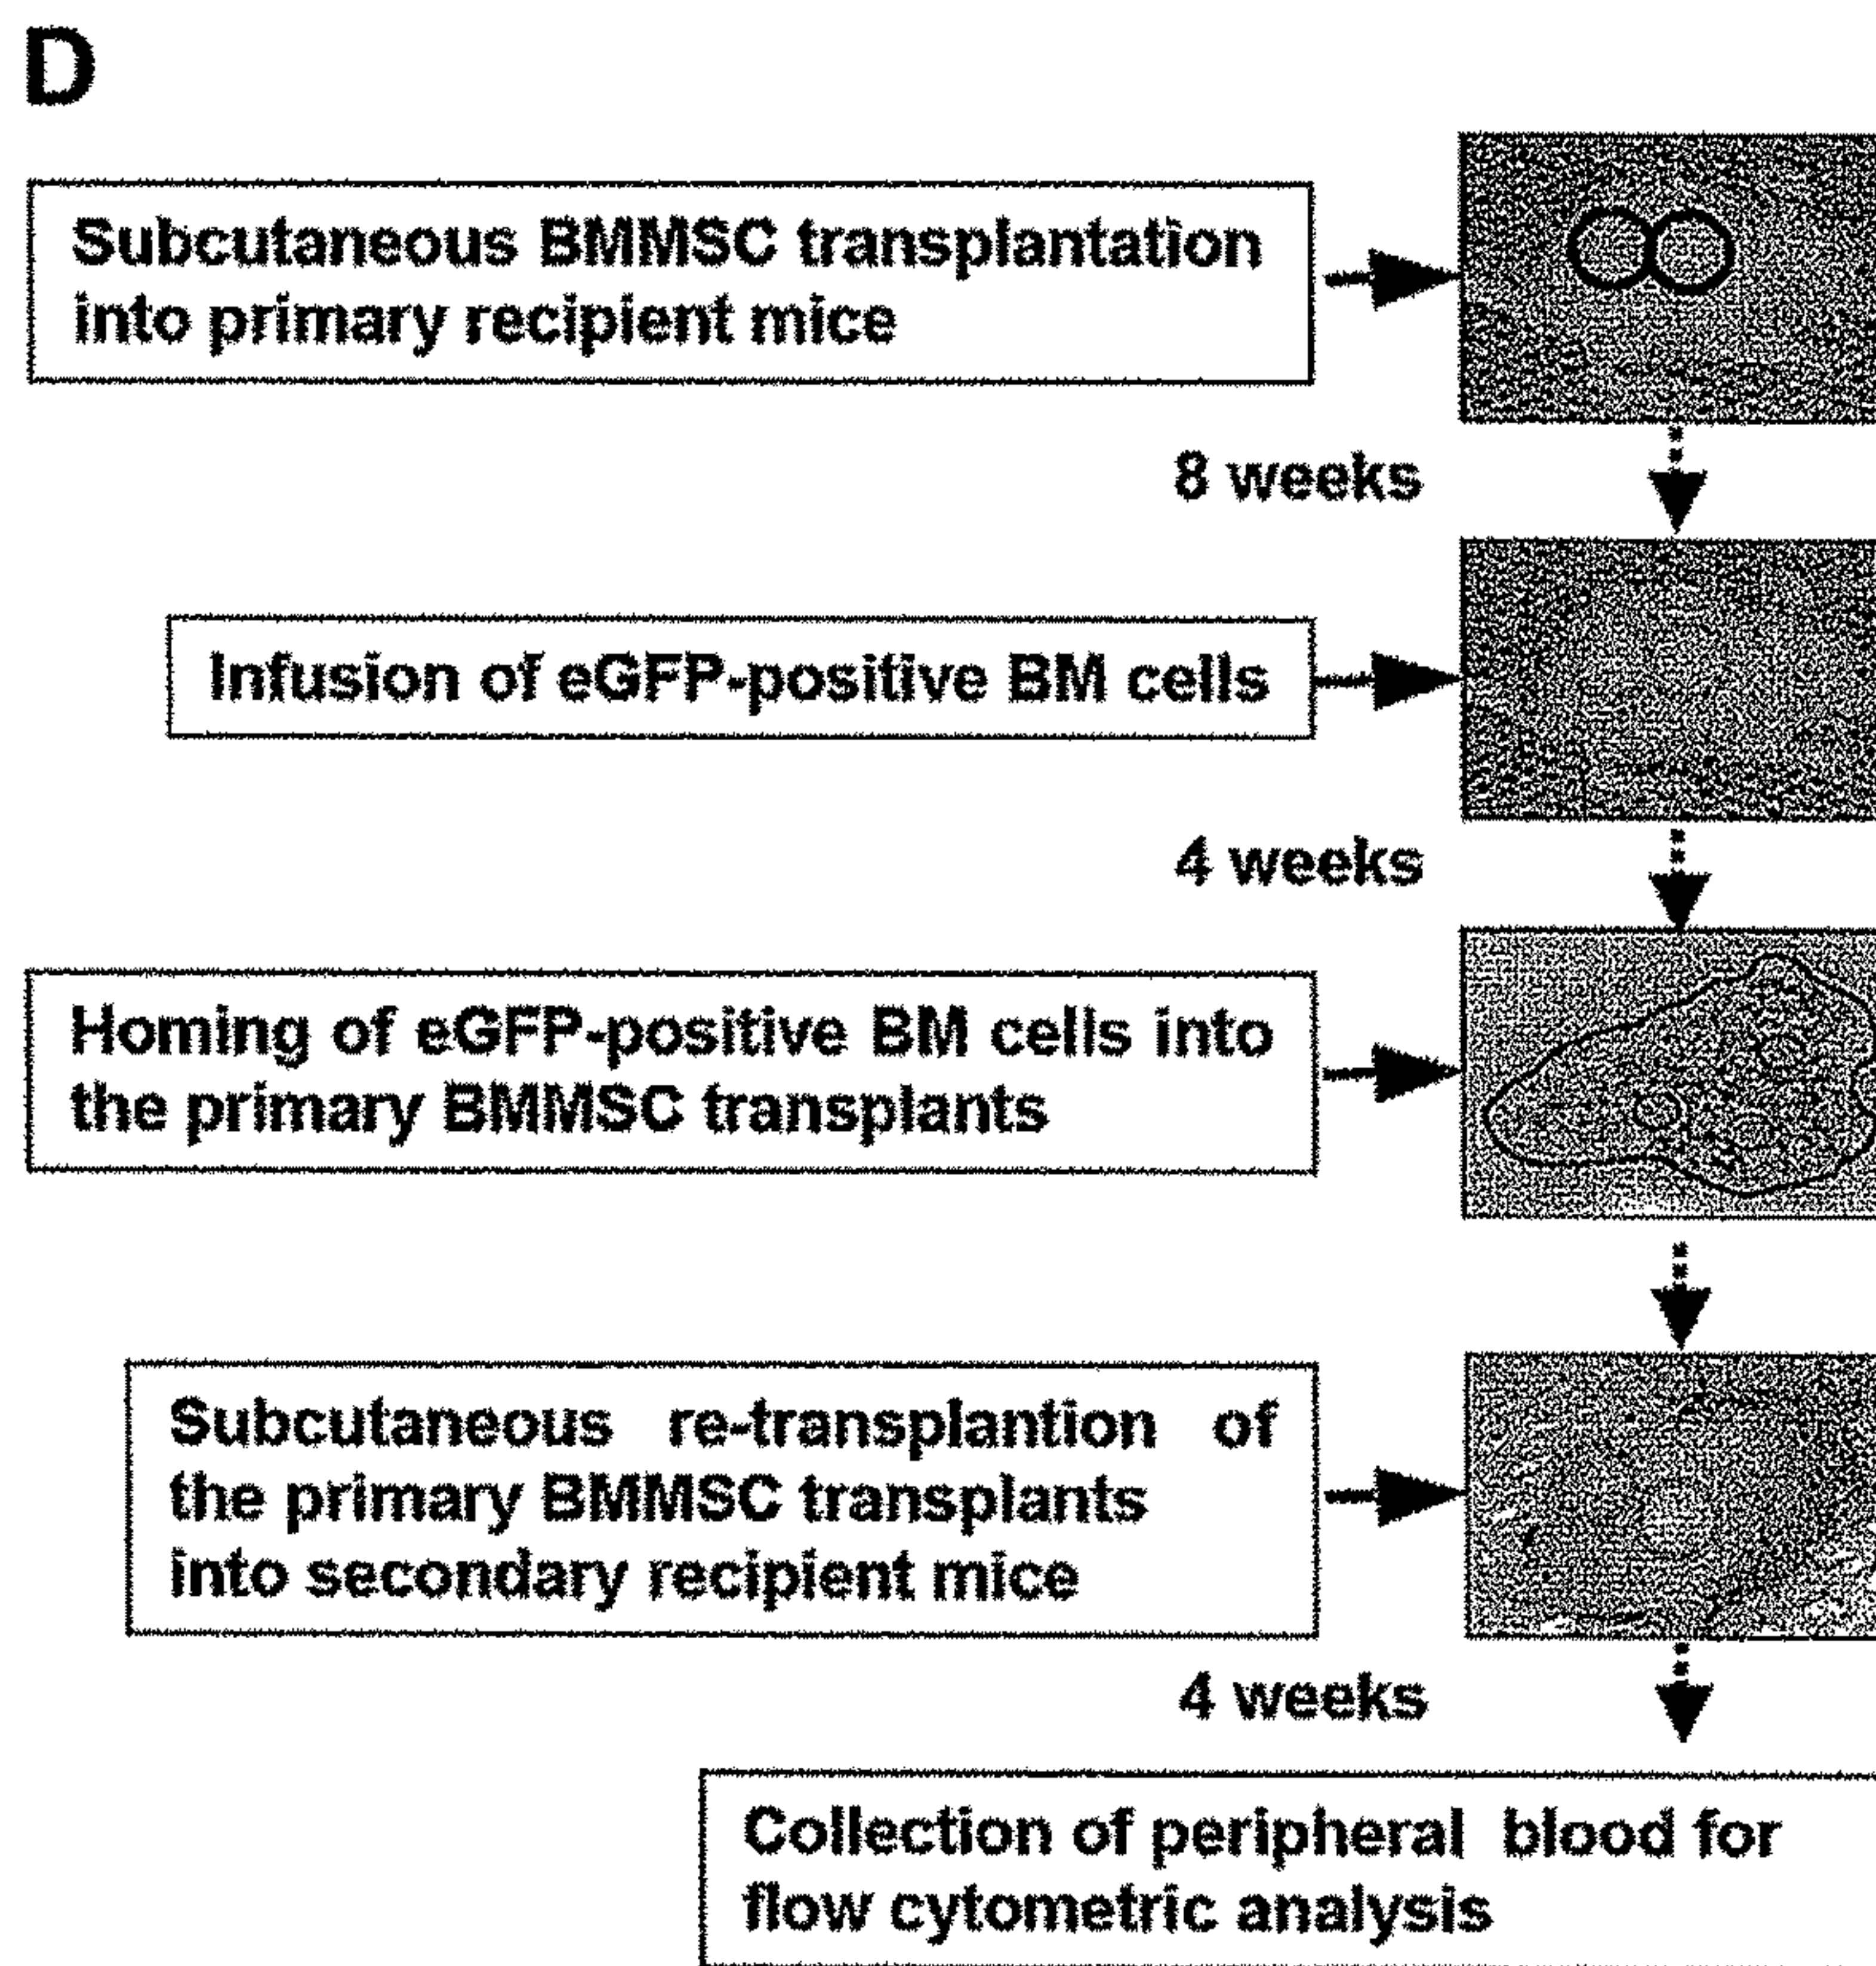 D
Subcutaneous BMMSC transplantation
into primary recipient mice
8 weeks
Infusion of eGFP-positive BM cells
4 weeks
Homing of eGFP-positive BM cells into
the primary BMMSC transplants
Subcutaneous re-transplantion of
the primary BMMSC transplants
into secondary recipient mice
4 weeks
Collection of peripheral blood for
flow cytometric analysis